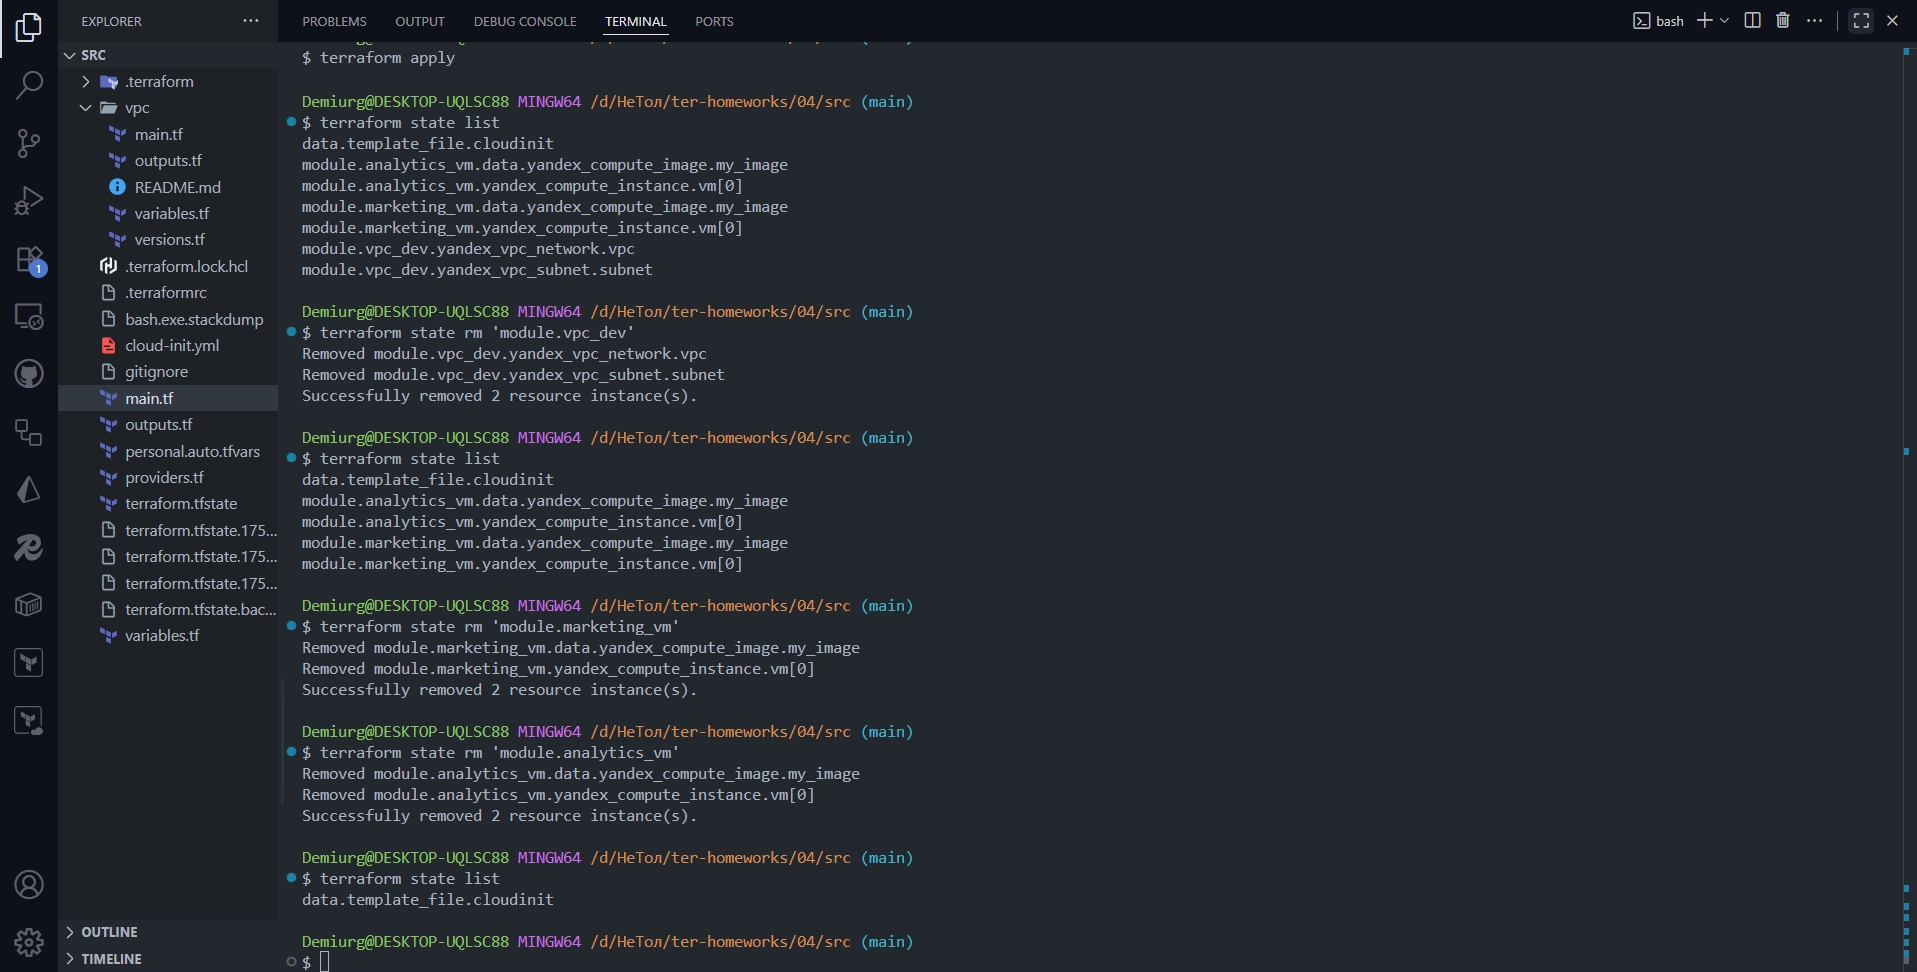 EXPLORER
SRC
.terraform
vpc
main.tf
outputs.tf
README.md
variables.tf
versions.tf
.terraform.lock.hcl
.terraformrc
bash.exe.stackdump
cloud-init.yml
gitignore
main.tf
outputs.tf
personal.auto.tfvars
providers.tf
terraform.tfstate
terraform.tfstate.175...
terraform.tfstate.175...
terraform.tfstate.175...
terraform.tfstate.bac...
variables.tf
OUTLINE
TIMELINE
1
PROBLEMS OUTPUT DEBUG CONSOLE TERMINAL PORTS
bash
$ terraform apply
Demiurg@DESKTOP-UQLSC88 MINGW64 /d/НеТол/ter-homeworks/04/src (main)
$ terraform state list
data.template_file.cloudinit
module.analytics_vm.data.yandex_compute_image.my_image
module.analytics_vm.yandex_compute_instance.vm[0]
module.marketing_vm.data.yandex_compute_image.my_image
module.marketing_vm.yandex_compute_instance.vm[0]
module.vpc_dev.yandex_vpc_network.vpc
module.vpc_dev.yandex_vpc_subnet.subnet
Demiurg@DESKTOP-UQLSC88 MINGW64 /d/НеТол/ter-homeworks/04/src (main)
$ terraform state rm 'module.vpc_dev'
Removed module.vpc_dev.yandex_vpc_network.vpc
Removed module.vpc_dev.yandex_vpc_subnet.subnet
Successfully removed 2 resource instance(s).
Demiurg@DESKTOP-UQLSC88 MINGW64 /d/НеТол/ter-homeworks/04/src (main)
$ terraform state list
data.template_file.cloudinit
module.analytics_vm.data.yandex_compute_image.my_image
module.analytics_vm.yandex_compute_instance.vm[0]
module.marketing_vm.data.yandex_compute_image.my_image
module.marketing_vm.yandex_compute_instance.vm[0]
Demiurg@DESKTOP-UQLSC88 MINGW64 /d/НеТол/ter-homeworks/04/src (main)
$ terraform state rm 'module.marketing_vm'
Removed module.marketing_vm.data.yandex_compute_image.my_image
Removed module.marketing_vm.yandex_compute_instance.vm[0]
Successfully removed 2 resource instance(s).
Demiurg@DESKTOP-UQLSC88 MINGW64 /d/НеТол/ter-homeworks/04/src (main)
$ terraform state rm 'module.analytics_vm'
Removed module.analytics_vm.data.yandex_compute_image.my_image
Removed module.analytics_vm.yandex_compute_instance.vm[0]
Successfully removed 2 resource instance(s).
Demiurg@DESKTOP-UQLSC88 MINGW64 /d/НеТол/ter-homeworks/04/src (main)
$ terraform state list
data.template_file.cloudinit
Demiurg@DESKTOP-UQLSC88 MINGW64 /d/НеТол/ter-homeworks/04/src (main)
$